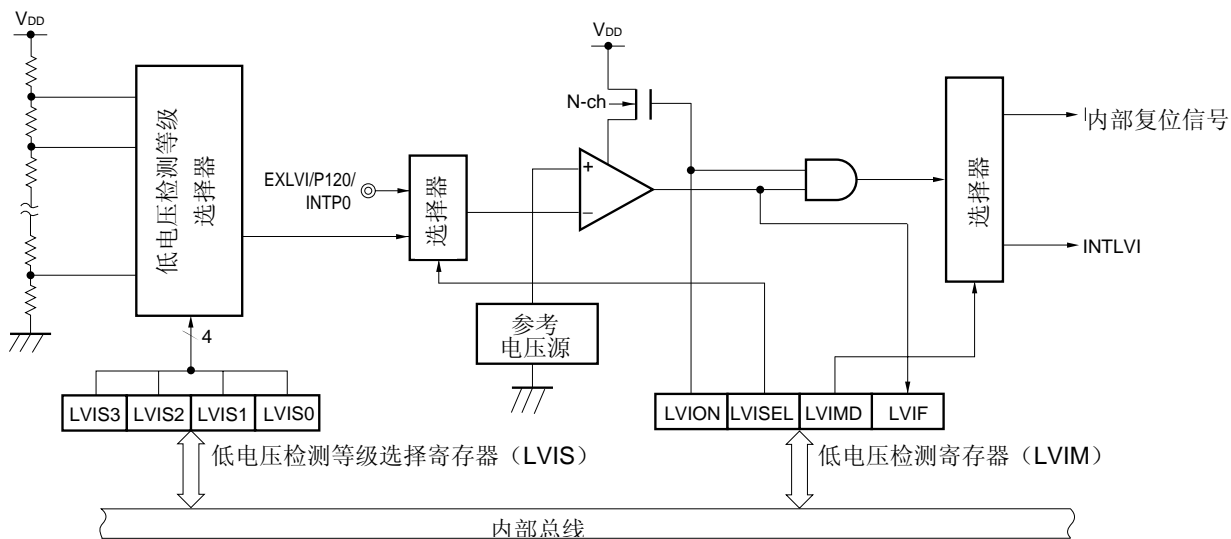 VDD
VDD
N-ch
低电压检测等级
选择器
EXLVI/P120/
INTP0
选择器
+
−
选择器
内部复位信号
INTLVI
参考
电压源
4
LVIS3 LVIS2 LVIS1 LVIS0
LVION LVISEL LVIMD LVIF
低电压检测等级选择寄存器（LVIS）
低电压检测寄存器（LVIM）
内部总线